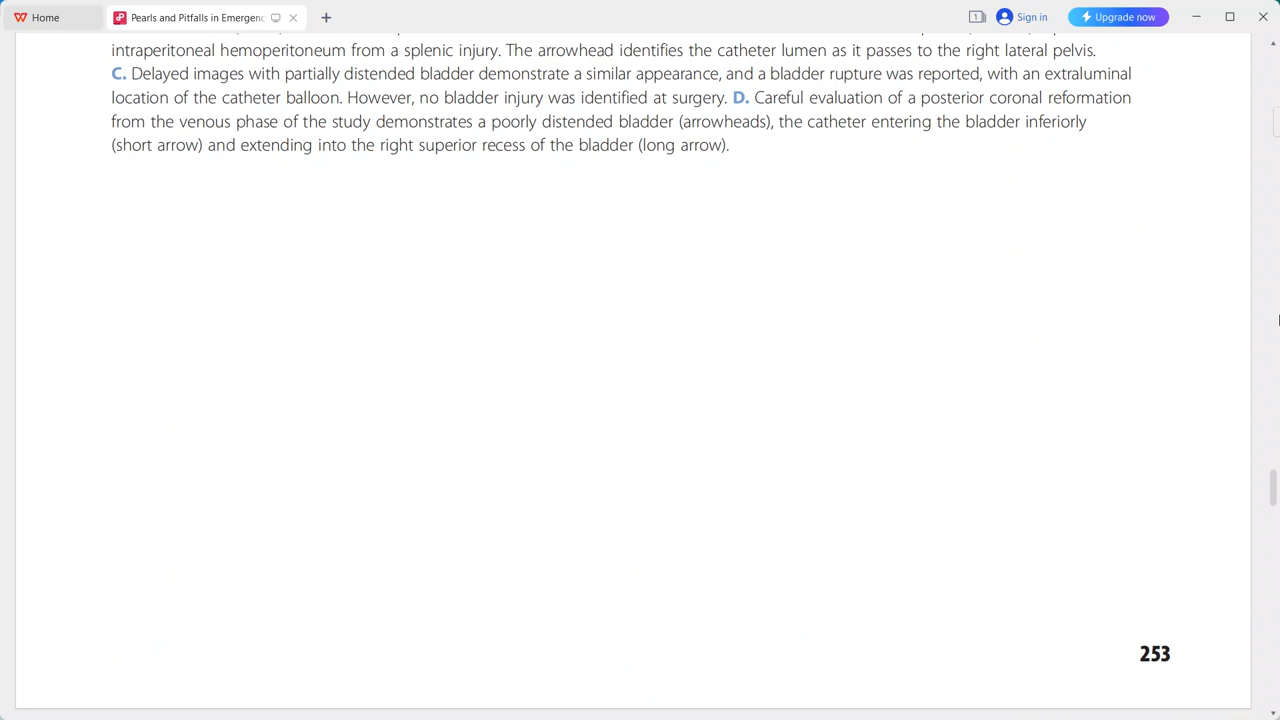 Home
Pearls and Pitfalls in Emergenc
1
Sign in
Upgrade now
intraperitoneal hemoperitoneum from a splenic injury. The arrowhead identifies the catheter lumen as it passes to the right lateral pelvis.
C. Delayed images with partially distended bladder demonstrate a similar appearance, and a bladder rupture was reported, with an extraluminal
location of the catheter balloon. However, no bladder injury was identified at surgery. D. Careful evaluation of a posterior coronal reformation
from the venous phase of the study demonstrates a poorly distended bladder (arrowheads), the catheter entering the bladder inferiorly
(short arrow) and extending into the right superior recess of the bladder (long arrow).
253